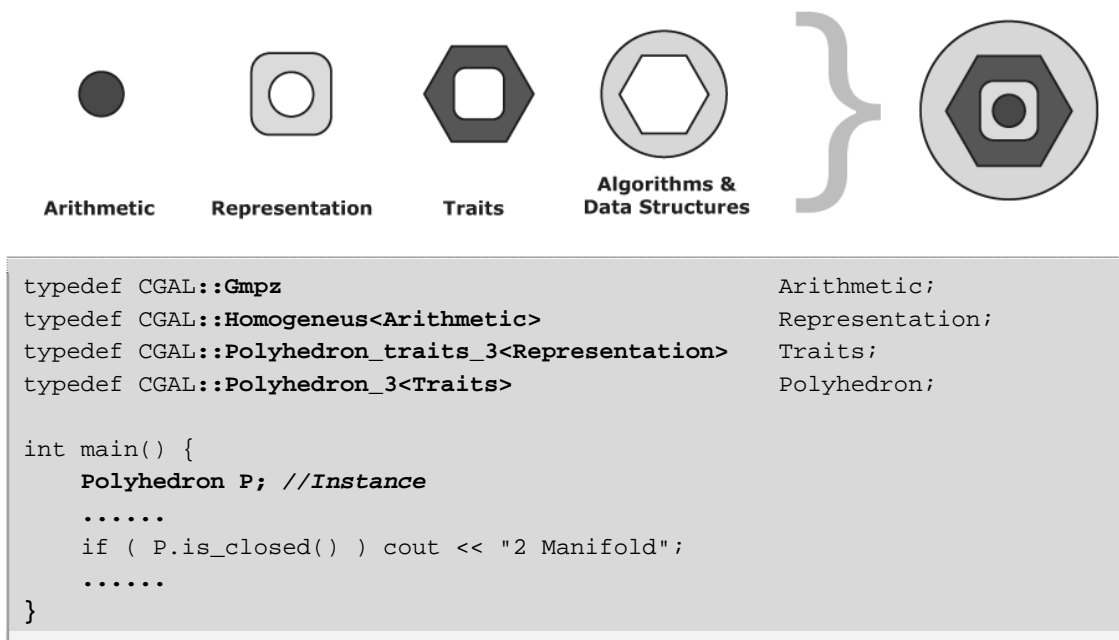 Arithmetic
Representation
Traits
Algorithms &
Data Structures
typedef CGAL::Gmpz Arithmetic;
typedef CGAL::Homogeneus<Arithmetic> Representation;
typedef CGAL::Polyhedron_traits_3<Representation> Traits;
typedef CGAL::Polyhedron_3<Traits> Polyhedron;
int main() {
Polyhedron P; //Instance
......
if ( P.is_closed() ) cout << "2 Manifold";
......
}